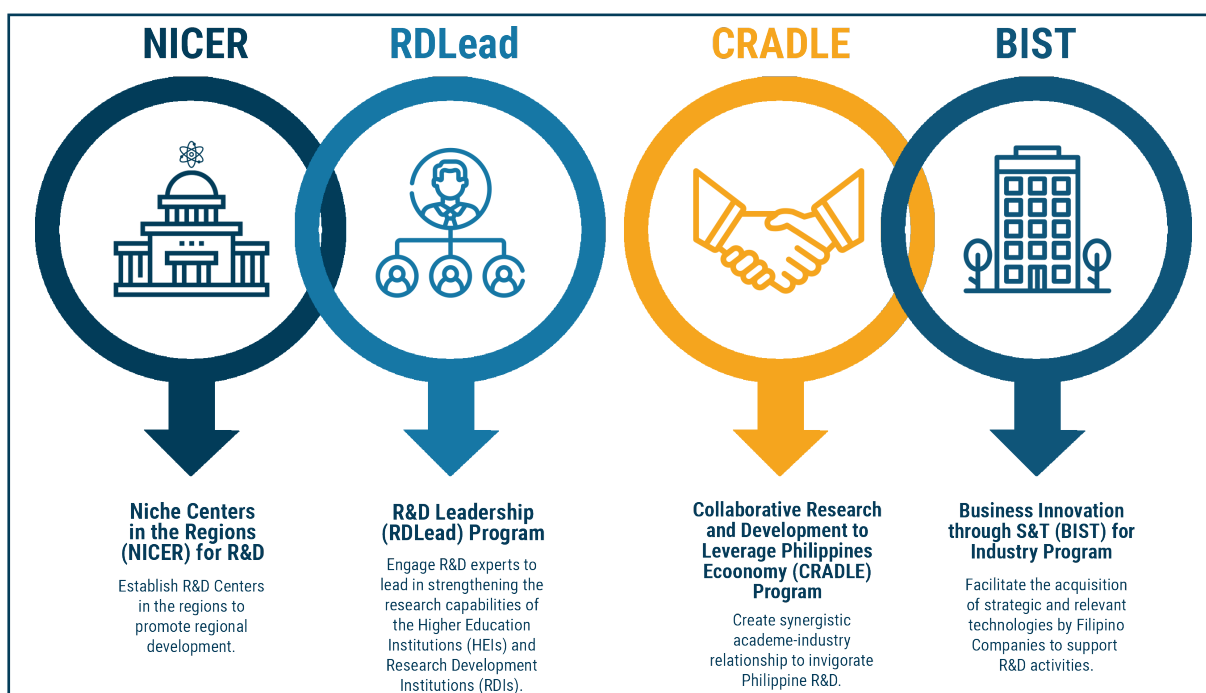 NICER
RDLead
CRADLE
BIST
Niche Centers
in the Regions
(NICER) for R&D
Establish R&D Centers
in the regions to
promote regional
development.
R&D Leadership
(RDLead) Program
Engage R&D experts to
lead in strengthening the
research capabilities of
the Higher Education
Institutions (HEIs) and
Research Development
Institutions (RDIs).
Collaborative Research
and Development to
Leverage Philippines
Ecoonomy (CRADLE)
Program
Create synergistic
academe-industry
relationship to invigorate
Philippine R&D.
Business Innovation
through S&T (BIST) for
Industry Program
Facilitate the acquisition
of strategic and relevant
technologies by Filipino
Companies to support
R&D activities.